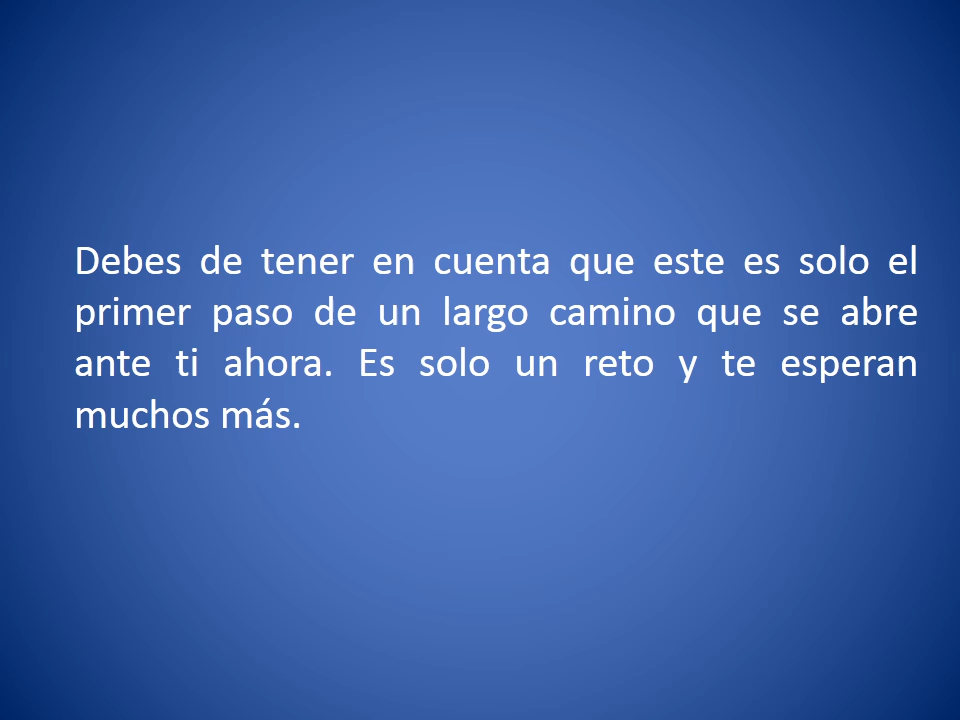 Debes de tener en cuenta que este es solo el
primer paso de un largo camino que se abre
ante ti ahora. Es solo un reto y te esperan
muchos más.